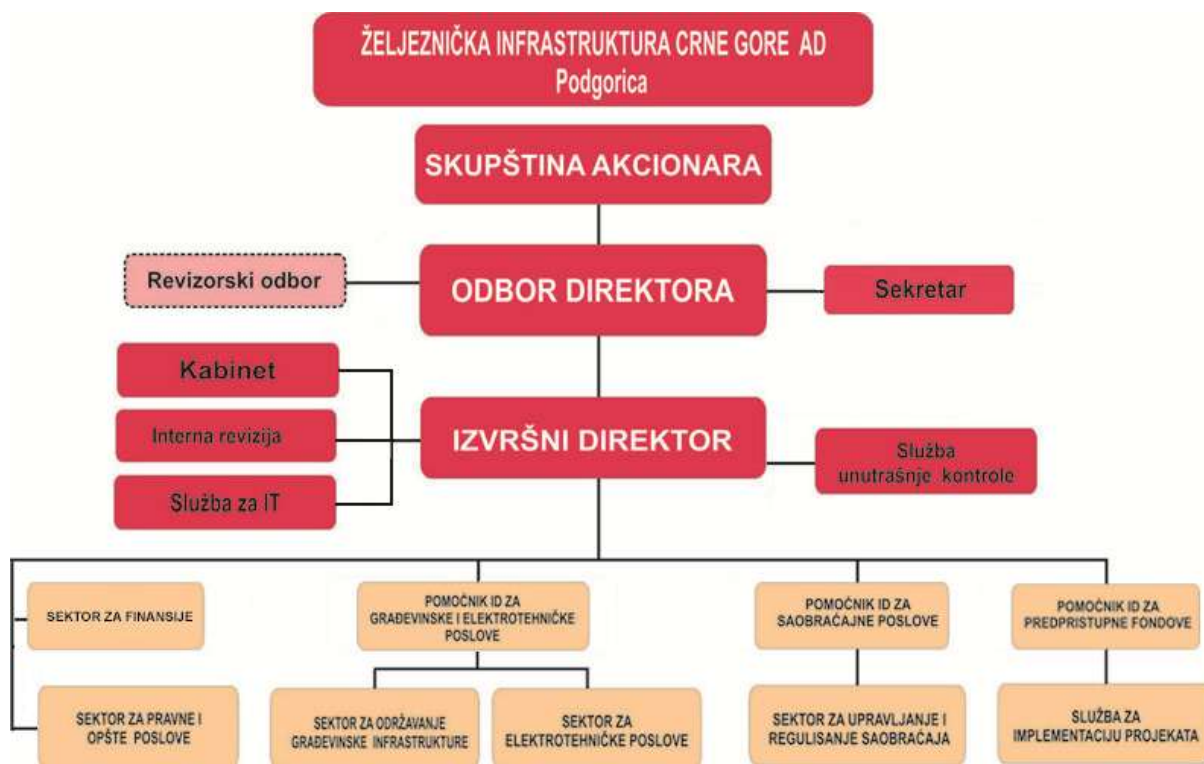 ŽELJEZNIČKA INFRASTRUKTURA CRNE GORE AD
Podgorica
SKUPŠTINA AKCIONARA
Revizorski odbor
ODBOR DIREKTORA
Sekretar
Kabinet
Interna revizija
Služba za IT
IZVRŠNI DIREKTOR
Služba
unutrašnje kontrole
SEKTOR ZA FINANSIJE
POMOĆNIK ID ZA
GRAĐEVINSKE I ELEKTROTEHNIČKE
POSLOVE
POMOĆNIK ID ZA
SAOBRAĆAJNE POSLOVE
POMOĆNIK ID ZA
PREDPRISTUPNE FONDOVE
SEKTOR ZA PRAVNE I
OPŠTE POSLOVE
SEKTOR ZA ODRŽAVANJE
GRAĐEVINSKE INFRASTRUKTURE
SEKTOR ZA
ELEKTROTEHNIČKE POSLOVE
SEKTOR ZA UPRAVLJANJE I
REGULISANJE SAOBRAĆAJA
SLUŽBA ZA
IMPLEMENTACIJU PROJEKATA